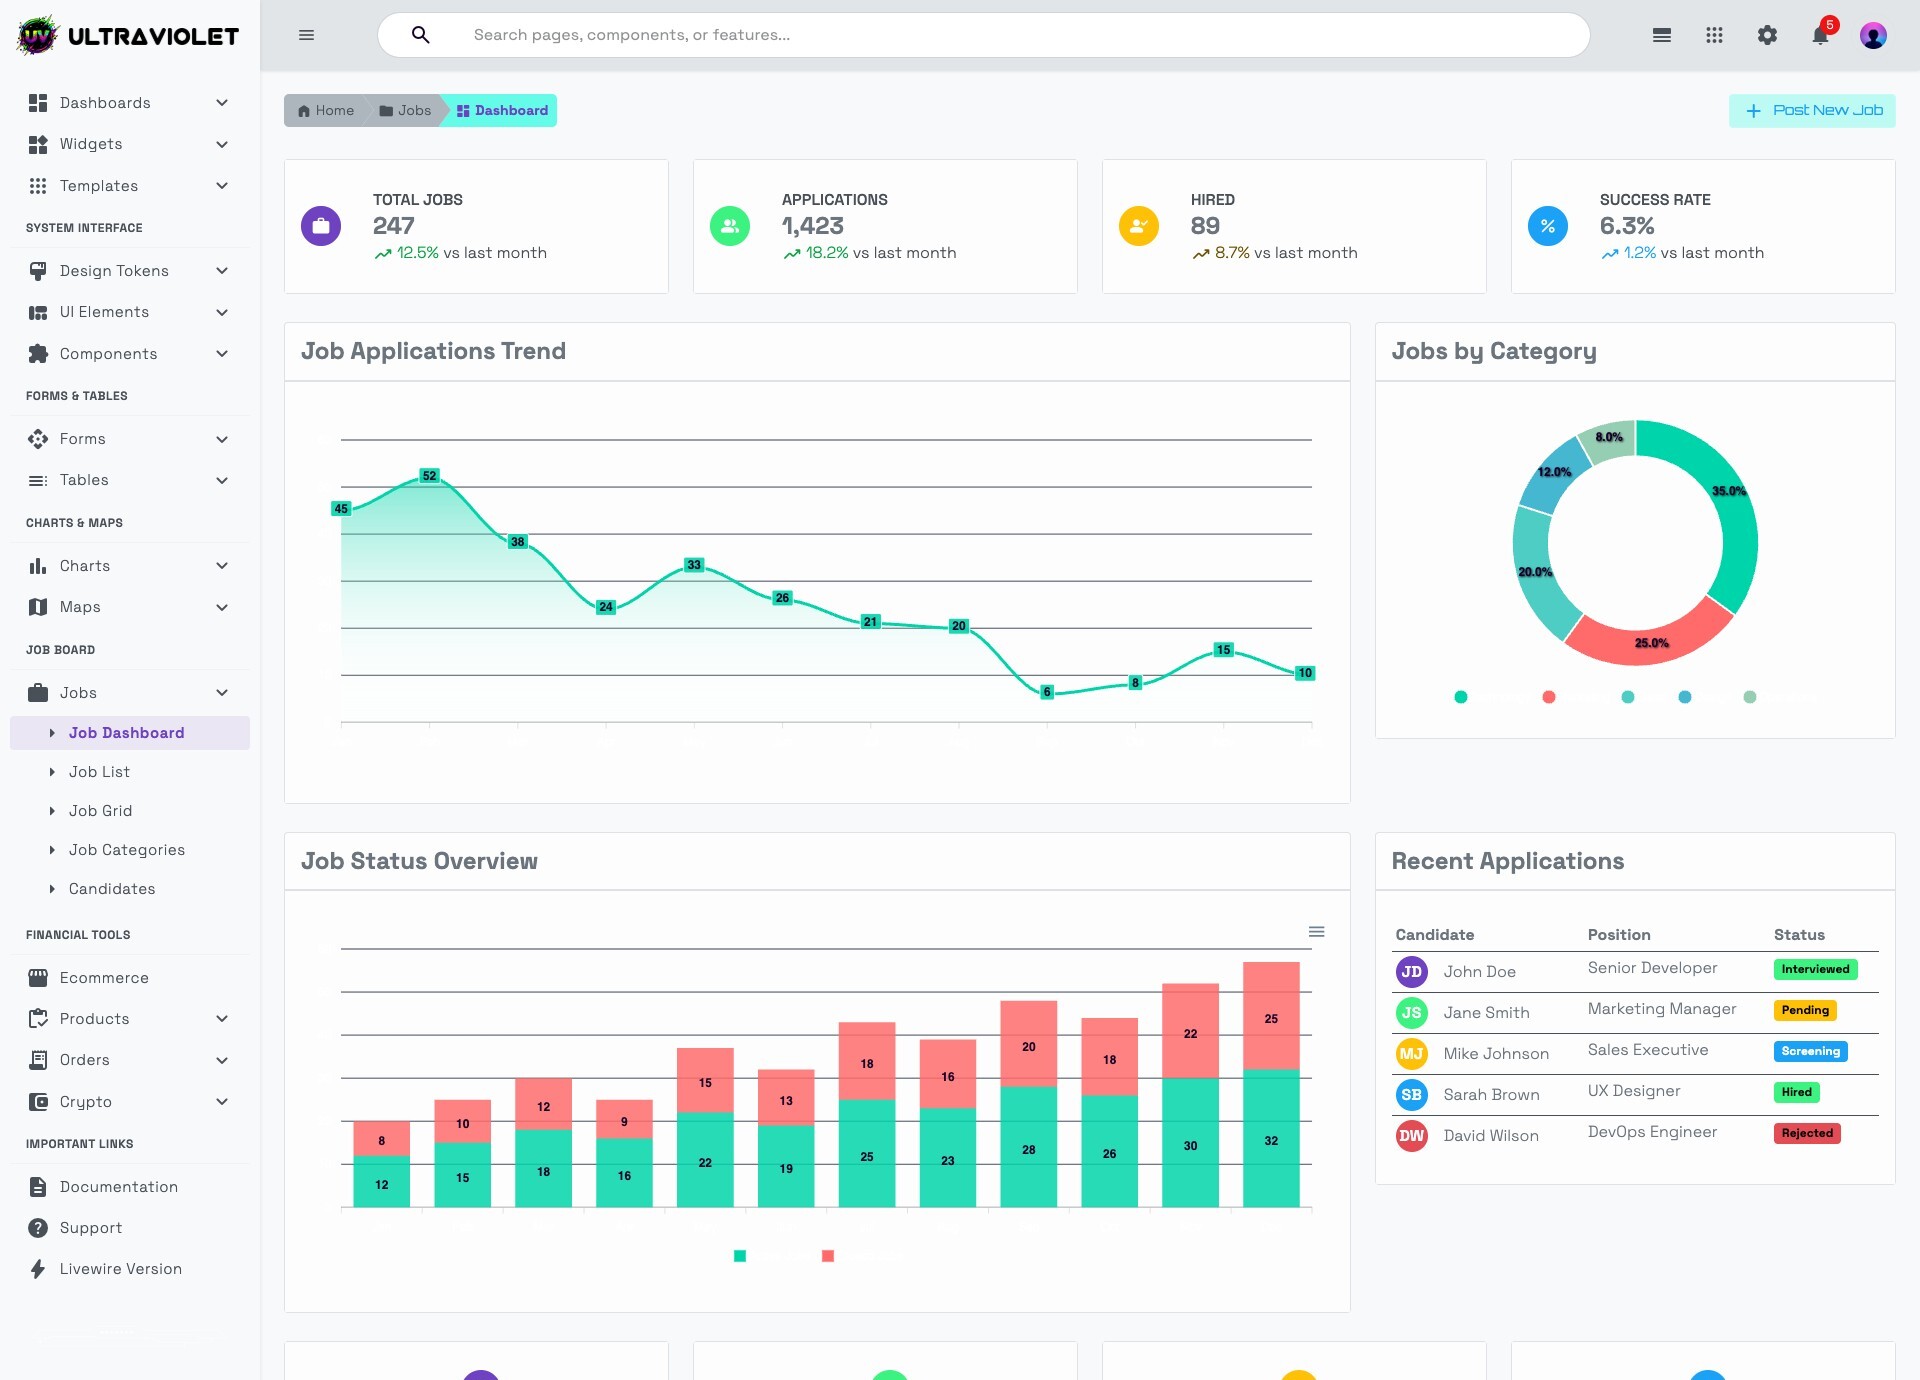 UV ULTRAVIOLET
Search pages, components, or features...
5
Dashboards
Widgets
Templates
SYSTEM INTERFACE
Design Tokens
UI Elements
Components
FORMS & TABLES
Forms
Tables
CHARTS & MAPS
Charts
Maps
JOB BOARD
Jobs
Job Dashboard
Job List
Job Grid
Job Categories
Candidates
FINANCIAL TOOLS
Ecommerce
Products
Orders
Crypto
IMPORTANT LINKS
Documentation
Support
Livewire Version
Home Jobs Dashboard
Post New Job
TOTAL JOBS
247
12.5% vs last month
APPLICATIONS
1,423
18.2% vs last month
HIRED
89
8.7% vs last month
SUCCESS RATE
6.3%
1.2% vs last month
Job Applications Trend
45 52 38 24 33 26 21 20 6 8 15 10
Jobs by Category
8.0%
12.0%
35.0%
20.0%
25.0%
Job Status Overview
8 10 12 9 15 13 18 16 20 18 22 25
12 15 18 16 22 19 25 23 28 26 30 32
Recent Applications
Candidate Position Status
JD John Doe Senior Developer Interviewed
JS Jane Smith Marketing Manager Pending
MJ Mike Johnson Sales Executive Screening
SB Sarah Brown UX Designer Hired
DW David Wilson DevOps Engineer Rejected